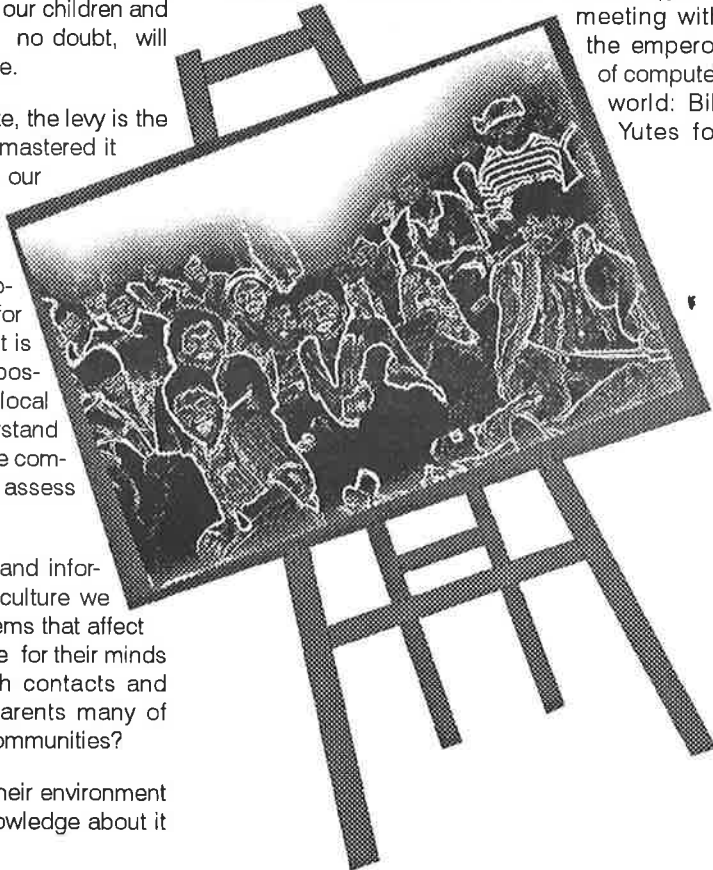 our children and
no doubt, will
e.
e, the levy is the
mastered it
our
o-
for
t is
pos-
local
rstand
e com-
assess
and infor-
culture we
ems that affect
e for their minds
h contacts and
arents many of
ommunities?
heir environment
owledge about it
meeting with
the empero
of compute
world: Bil
Yutes fo